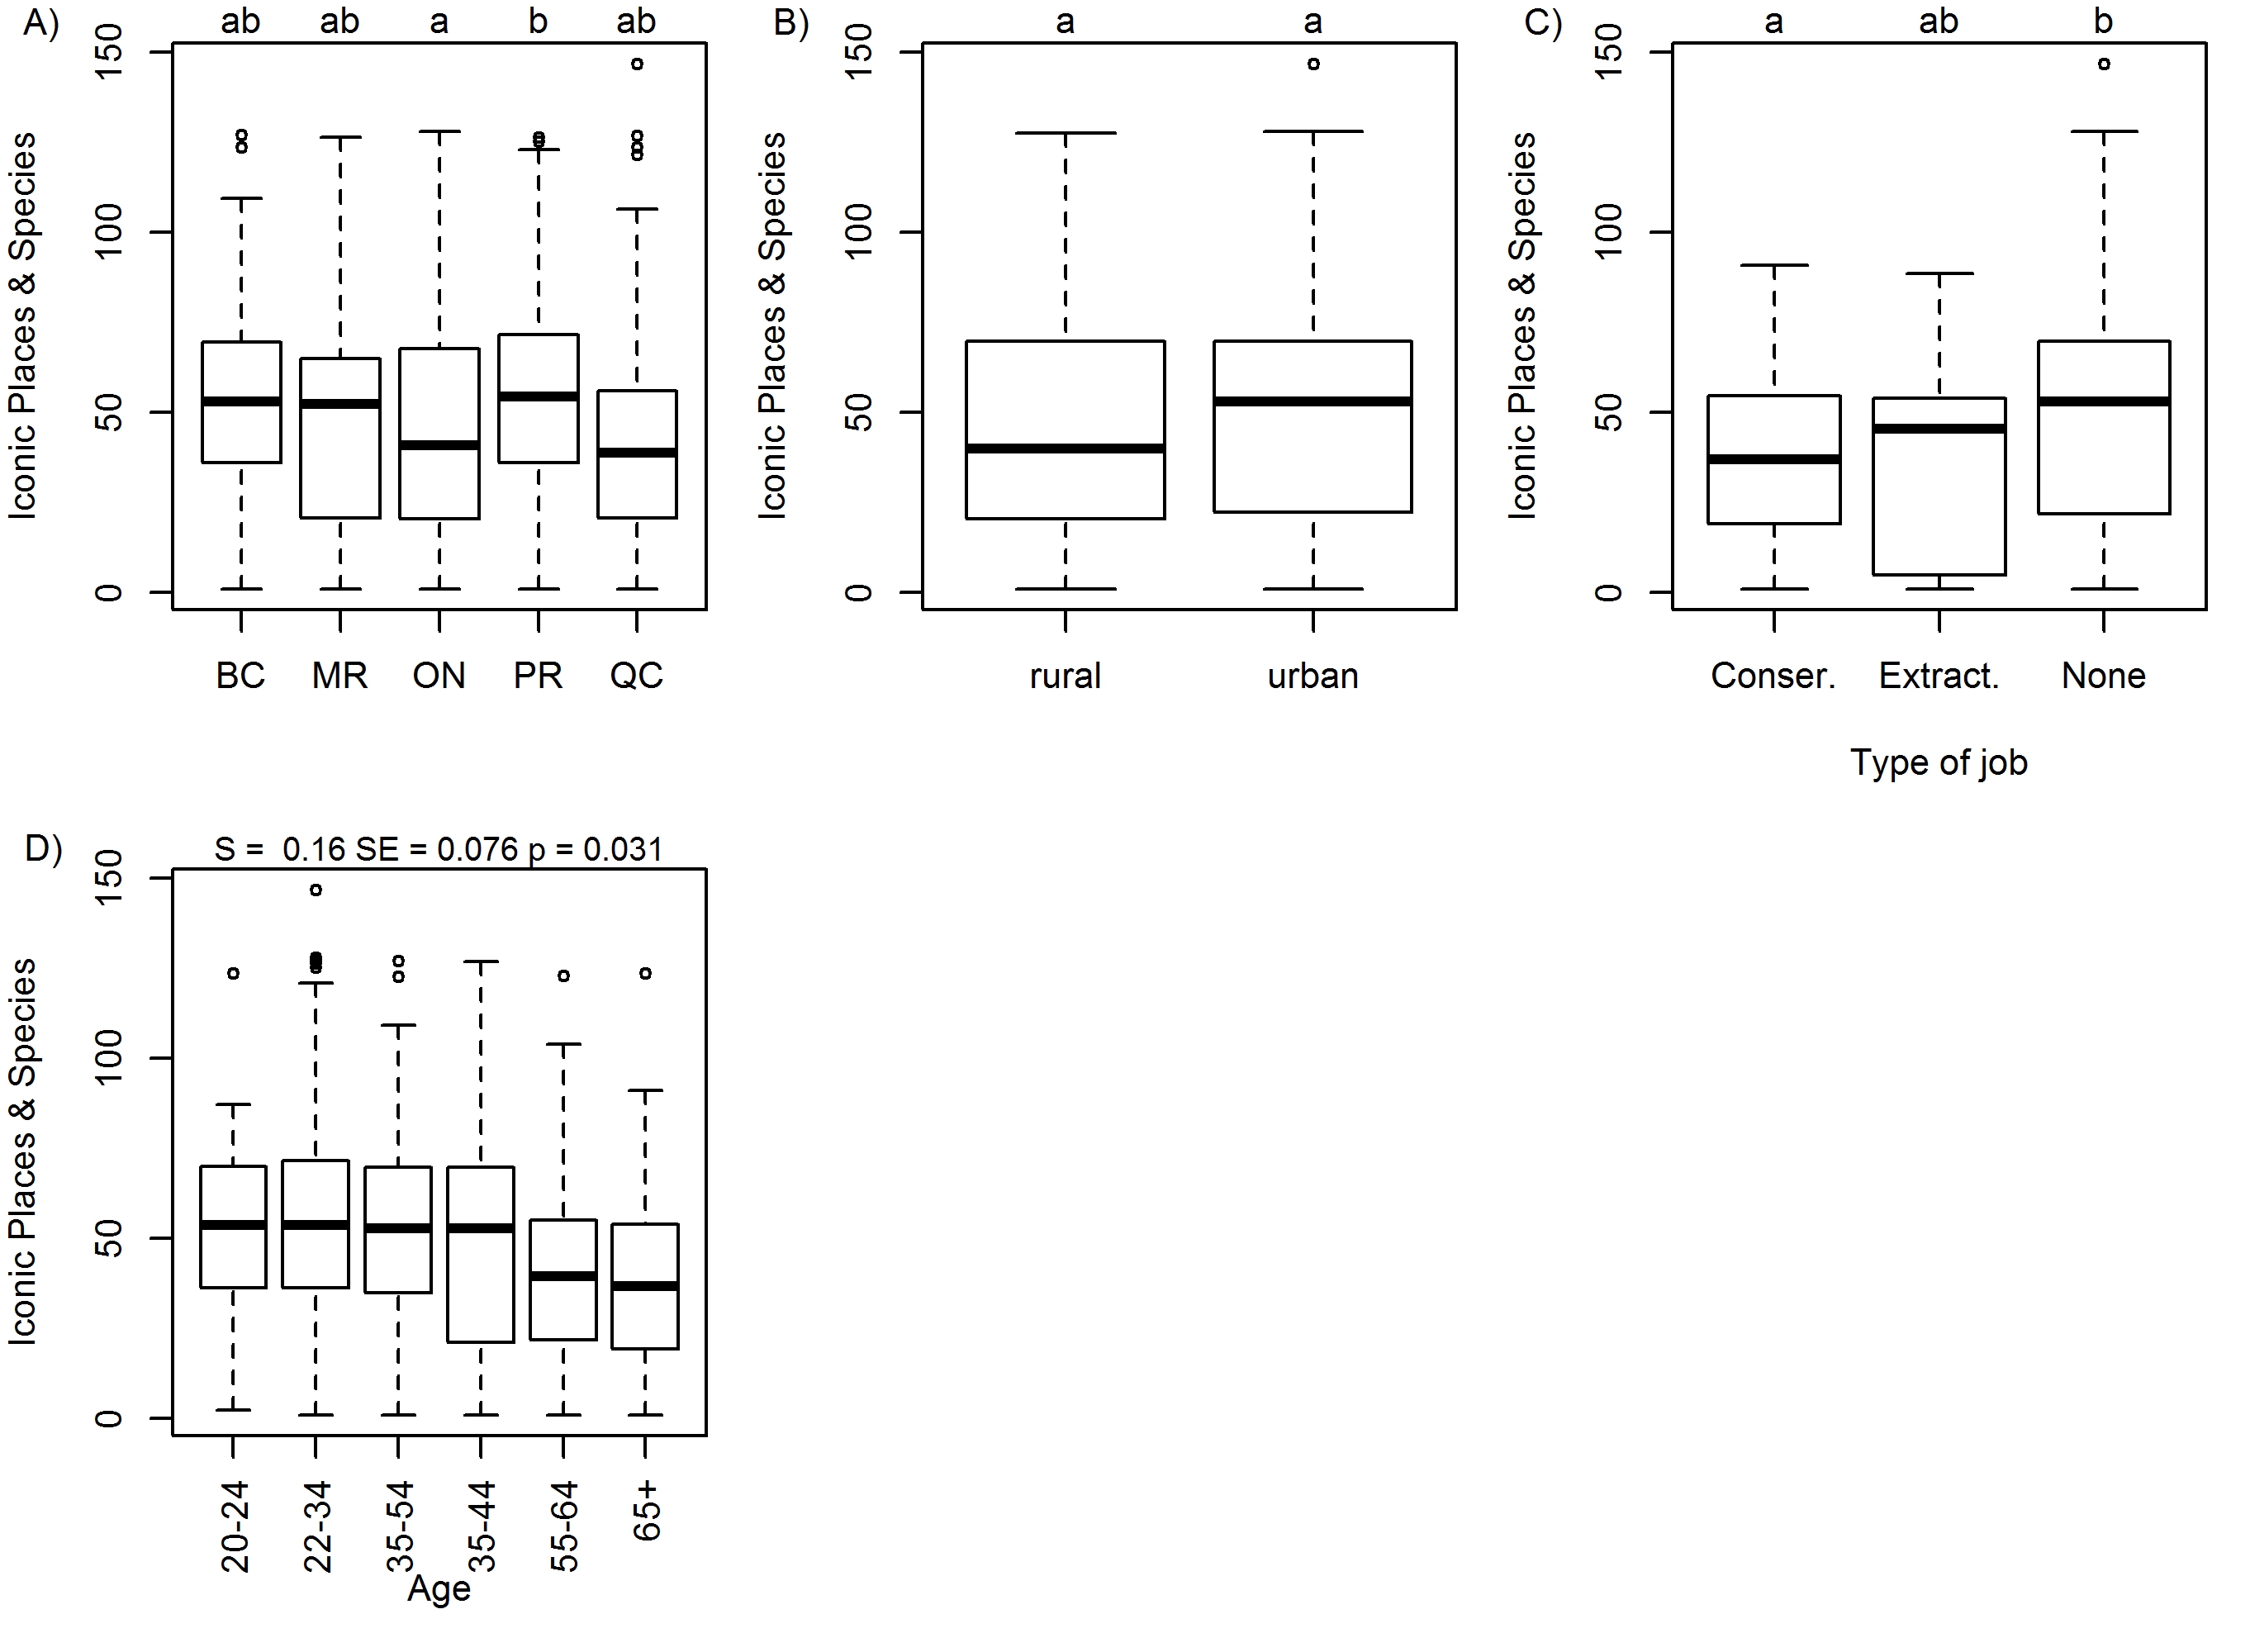 A) ab ab a b ab
150
100
50
0
Iconic Places & Species
BC MR ON PR QC
B) a a
150
100
50
0
Iconic Places & Species
rural urban
C) a ab b
150
100
50
0
Iconic Places & Species
Conser. Extract. None
Type of job
D) S = 0.16 SE = 0.076 p = 0.031
150
100
50
0
Iconic Places & Species
20-24 22-34 35-54 35-44 55-64 65+
Age